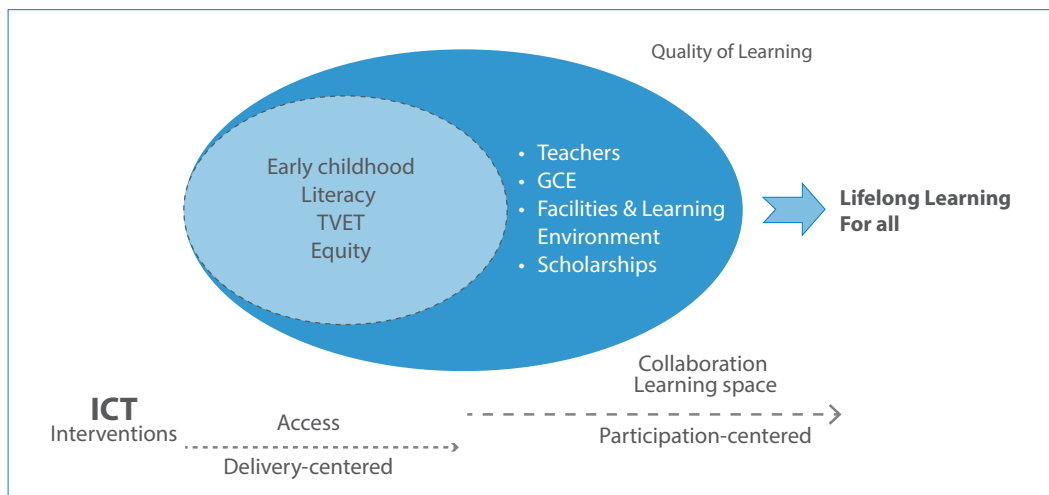 Quality of Learning
Early childhood
Literacy
TVET
Equity
• Teachers
• GCE
• Facilities & Learning
Environment
• Scholarships
Lifelong Learning
For all
Collaboration
Learning space
ICT
Interventions
Access
Delivery-centered
Participation-centered